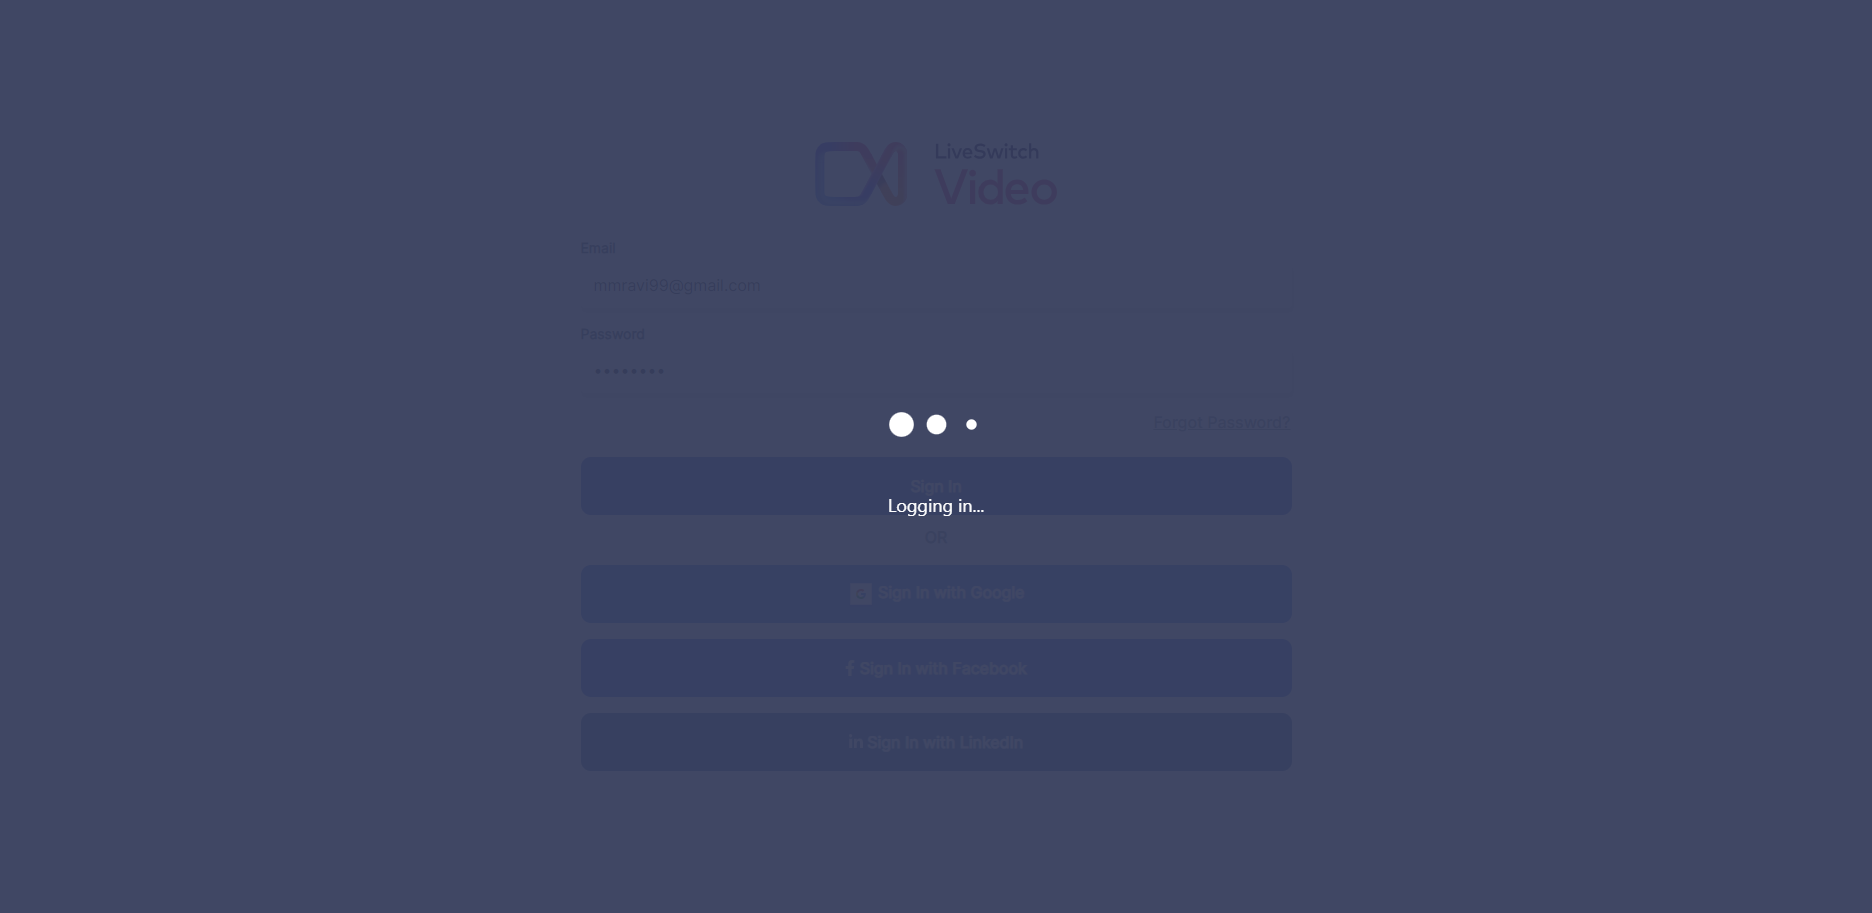 LiveSwitch
Video
Email
mmravi99@gmail.com
Password
Forgot Password?
Sign In
Logging in...
OR
G Sign In with Google
f Sign In with Facebook
in Sign In with LinkedIn